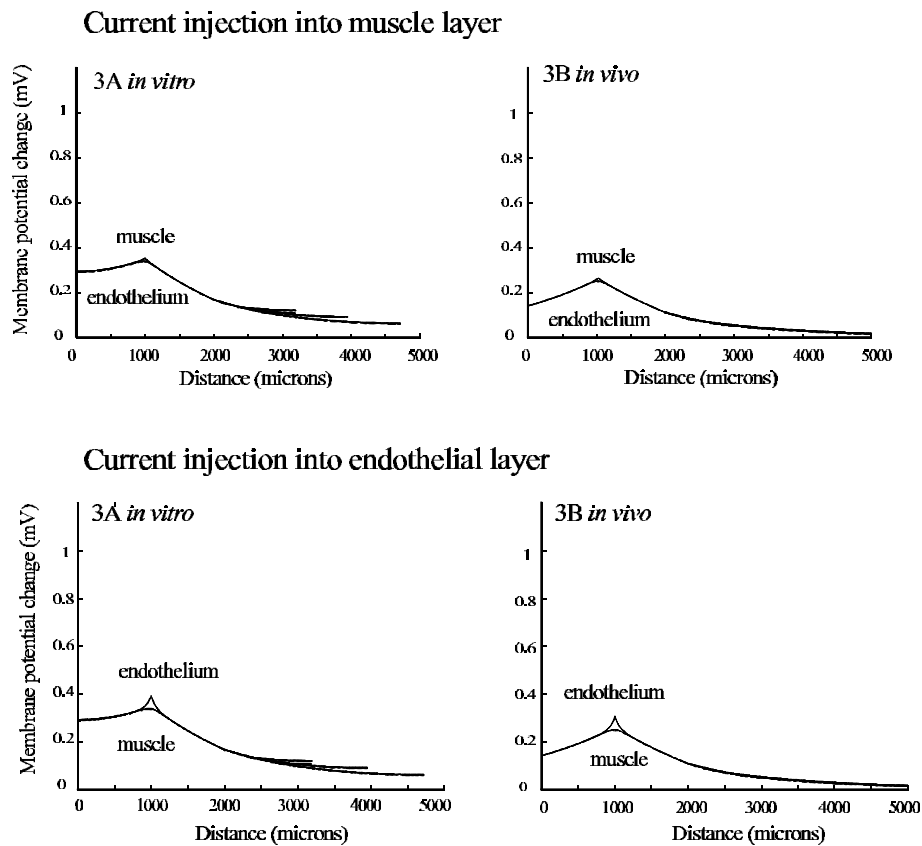 Current injection into muscle layer
3A in vitro
3B in vivo
Membrane potential change (mV)
1
0.8
0.6
0.4
0.2
0
muscle
endothelium
0 1000 2000 3000 4000 5000
Distance (microns)
1
0.8
0.6
0.4
0.2
0
muscle
endothelium
0 1000 2000 3000 4000 5000
Distance (microns)
Current injection into endothelial layer
3A in vitro
3B in vivo
Membrane potential change (mV)
1
0.8
0.6
0.4
0.2
0
endothelium
muscle
0 1000 2000 3000 4000 5000
Distance (microns)
1
0.8
0.6
0.4
0.2
0
endothelium
muscle
0 1000 2000 3000 4000 5000
Distance (microns)